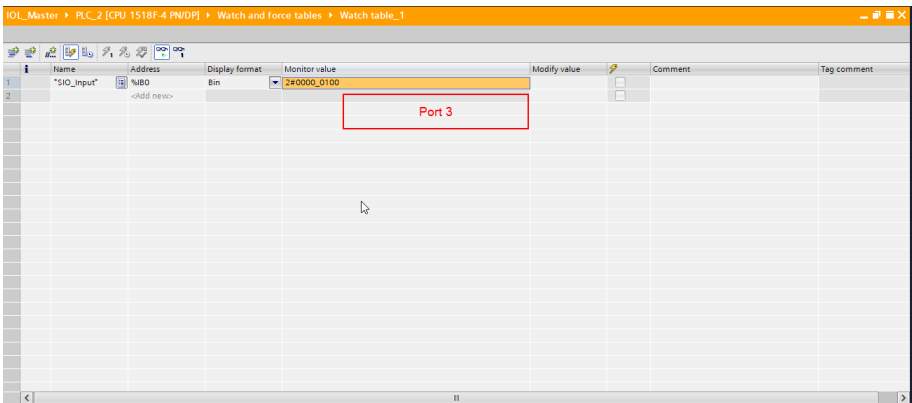 IOL_Master ▸ PLC_2 [CPU 1518F-4 PN/DP] ▸ Watch and force tables ▸ Watch table_1
i Name Address Display format Monitor value Modify value Comment Tag comment
1 "SIO_Input" %IB0 Bin 2#0000_0100
2 <Add new>
Port 3